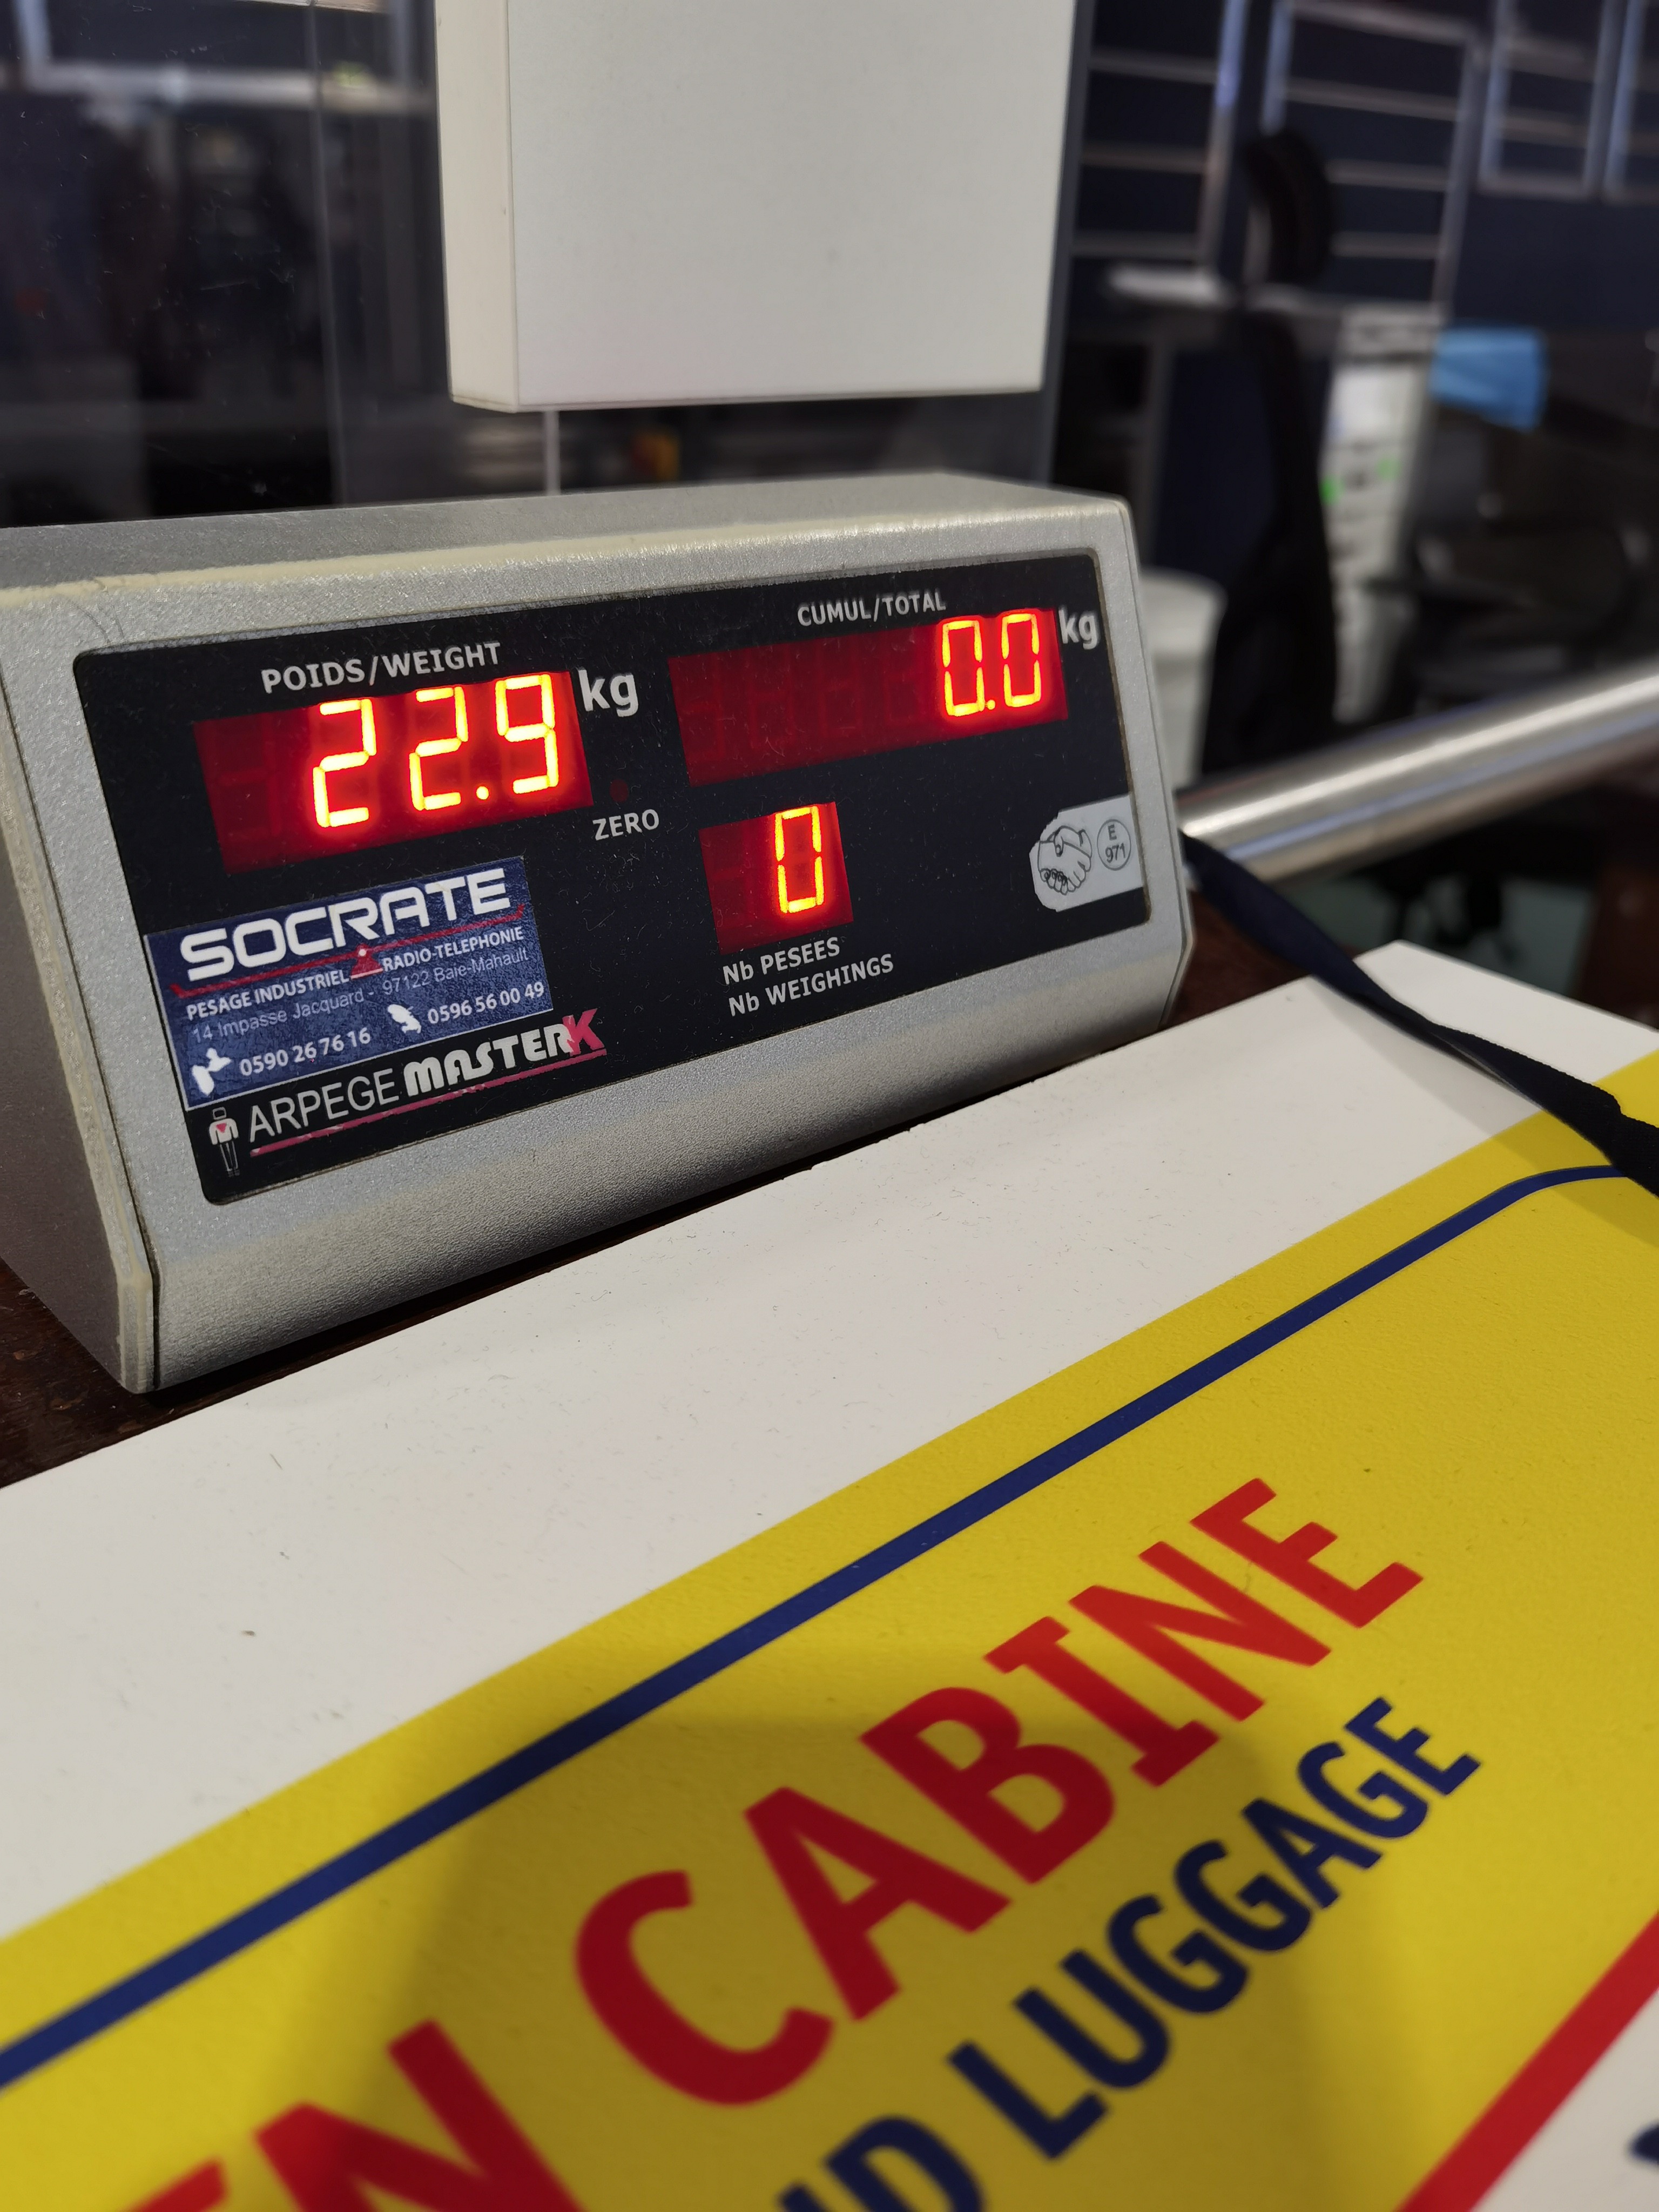 POIDS/WEIGHT
22.9 kg
ZERO
CUMUL/TOTAL
0.0 kg
0
Nb PESEES
Nb WEIGHINGS
E
971
SOCRATE
PESAGE INDUSTRIEL RADIO-TELEPHONIE
14 Impasse Jacquard - 97122 Baie-Mahault
0590 26 76 16 0596 56 00 49
ARPEGE MASTERK
EN CABINE
LUGGAGE